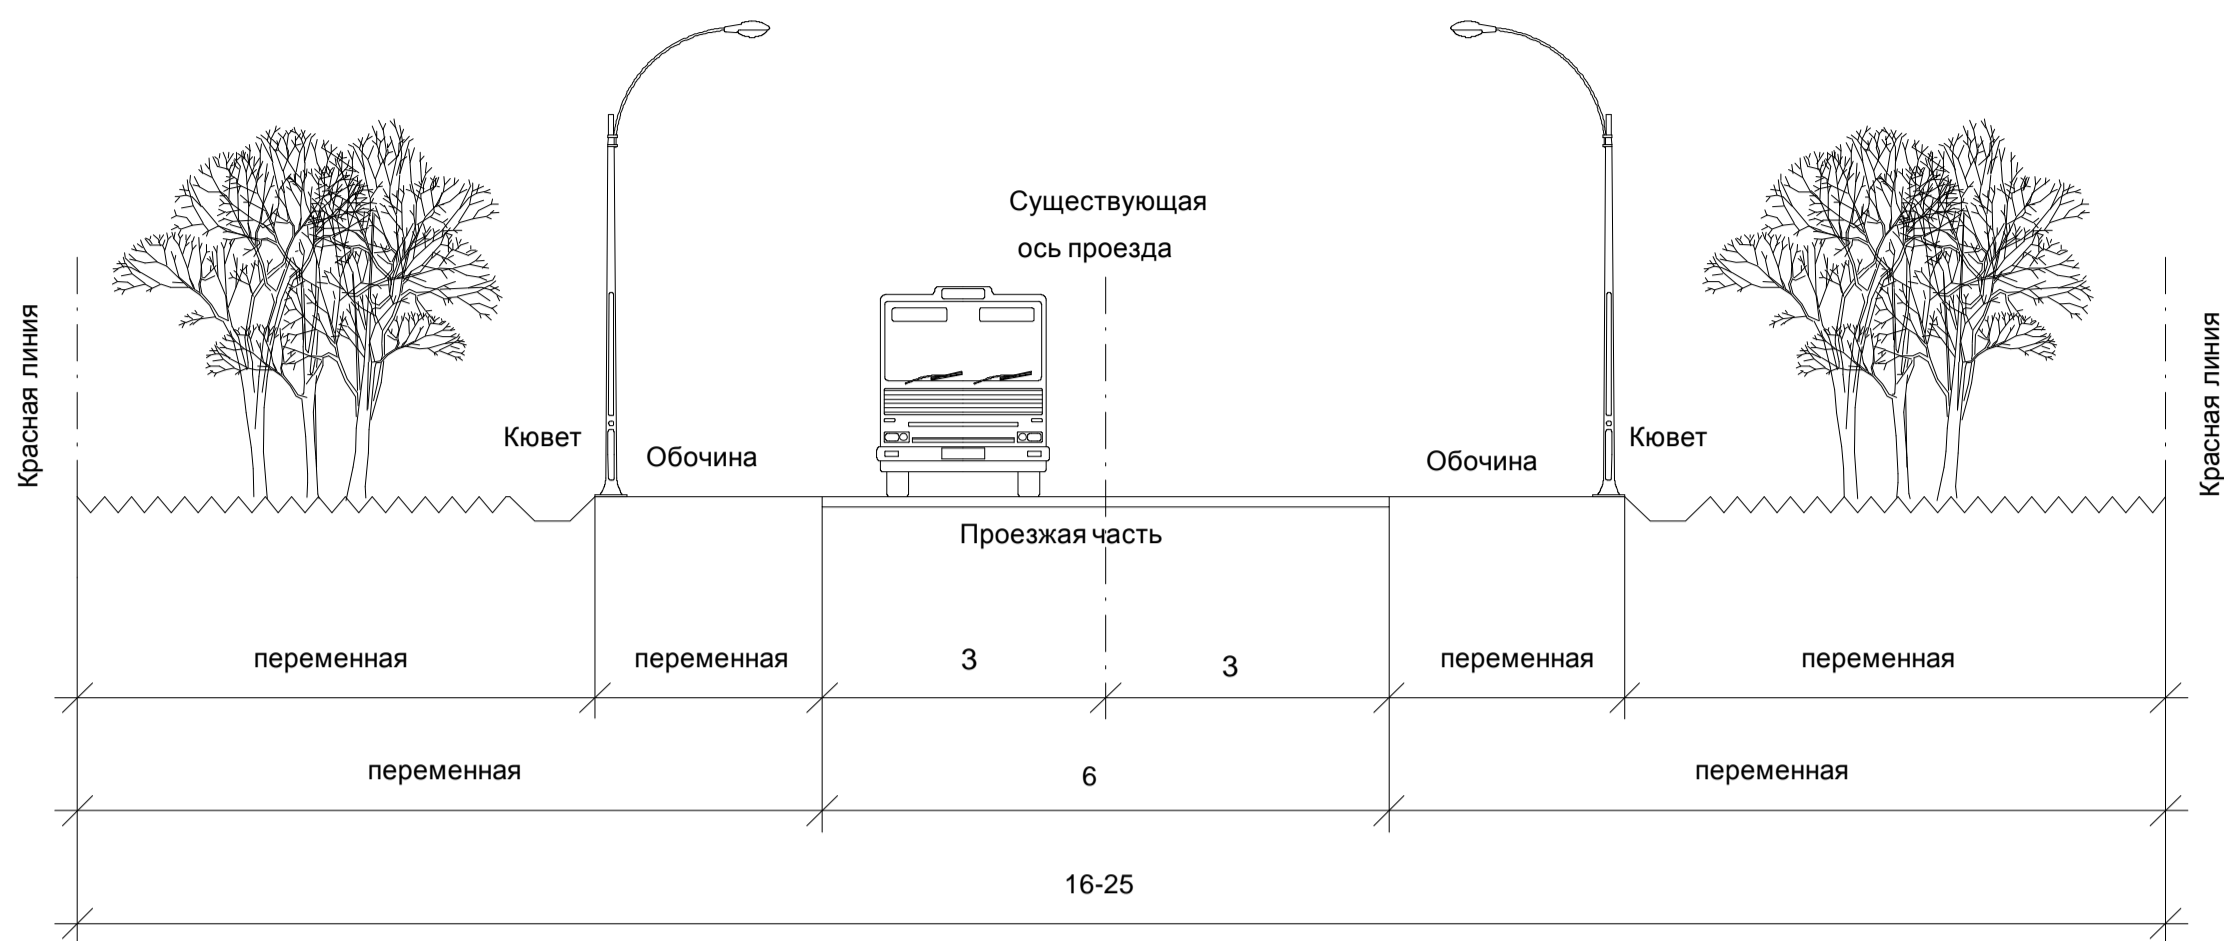 Существующая
ось проезда
Красная линия
Красная линия
Кювет
Обочина
Обочина
Кювет
Проезжая часть
переменная
переменная
3
3
переменная
переменная
переменная
6
переменная
16-25